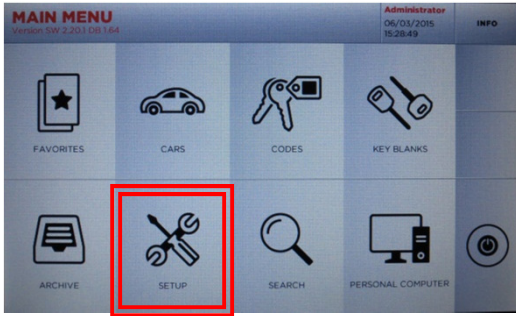 MAIN MENU
Version SW 2.20.1 DB 1.64
Administrator
06/03/2015
15:28:49
INFO
FAVORITES
CARS
CODES
KEY BLANKS
ARCHIVE
SETUP
SEARCH
PERSONAL COMPUTER